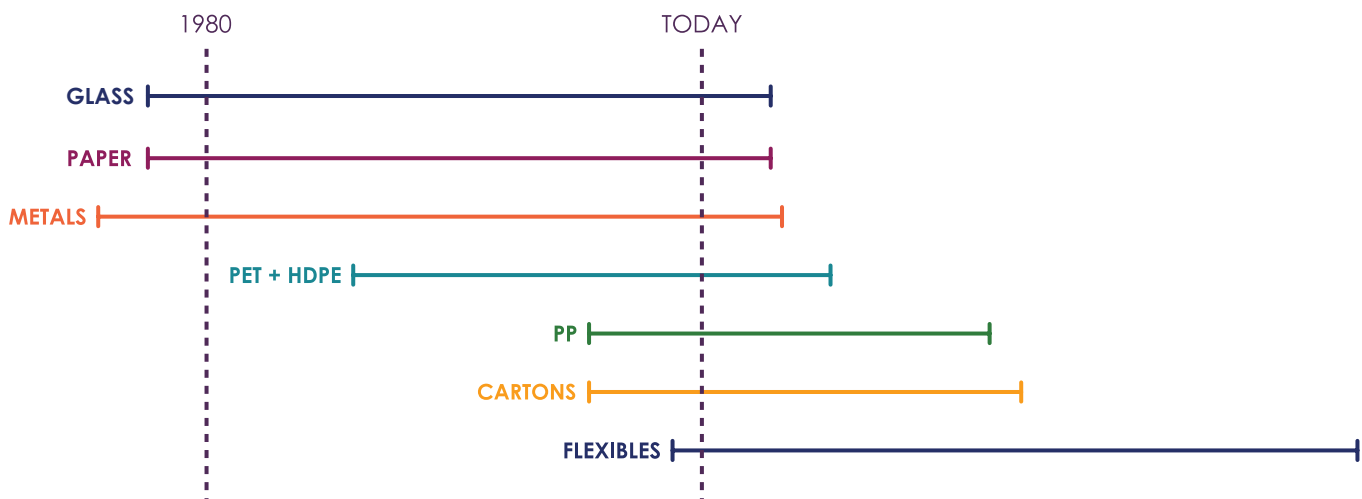 1980
TODAY
GLASS
PAPER
METALS
PET + HDPE
PP
CARTONS
FLEXIBLES